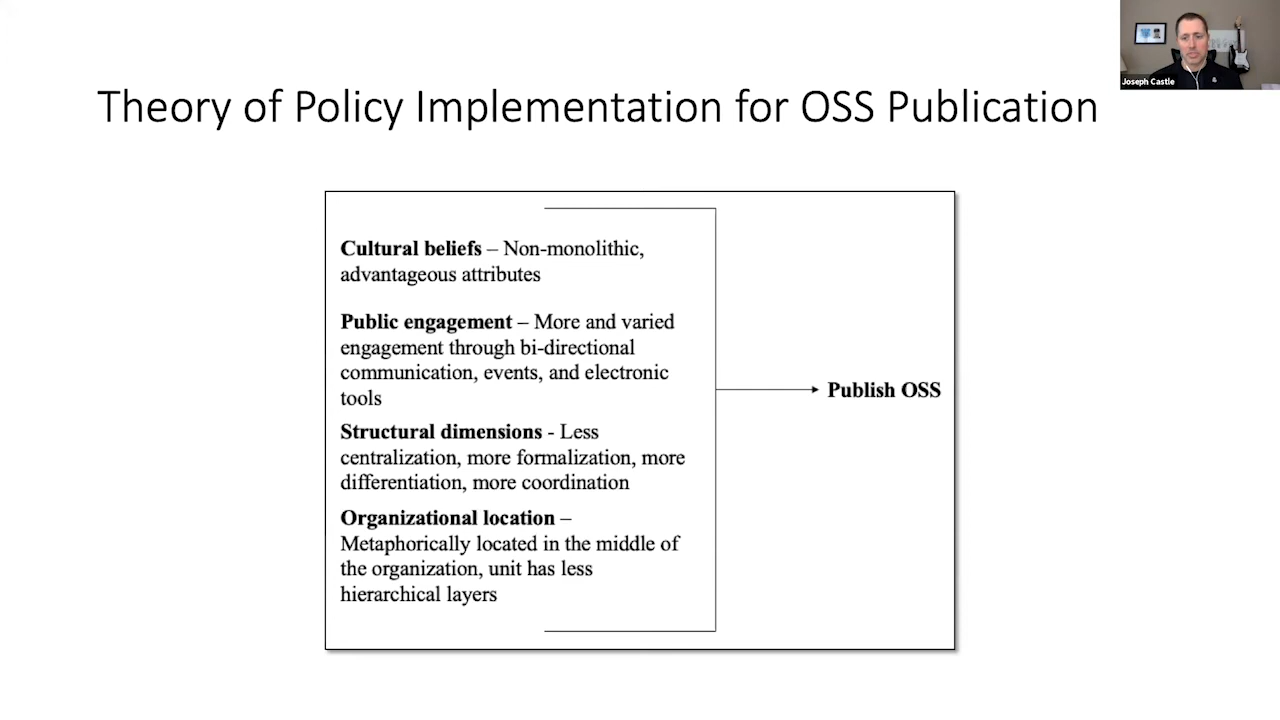 Joseph Castle
Theory of Policy Implementation for OSS Publication
Cultural beliefs – Non-monolithic,
advantageous attributes
Public engagement – More and varied
engagement through bi-directional
communication, events, and electronic
tools
Structural dimensions - Less
centralization, more formalization, more
differentiation, more coordination
Organizational location –
Metaphorically located in the middle of
the organization, unit has less
hierarchical layers
Publish OSS